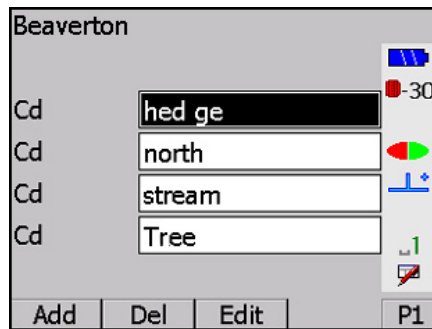 Beaverton
-30
Cd hed ge
Cd north
Cd stream
Cd Tree
1
Add Del Edit P1